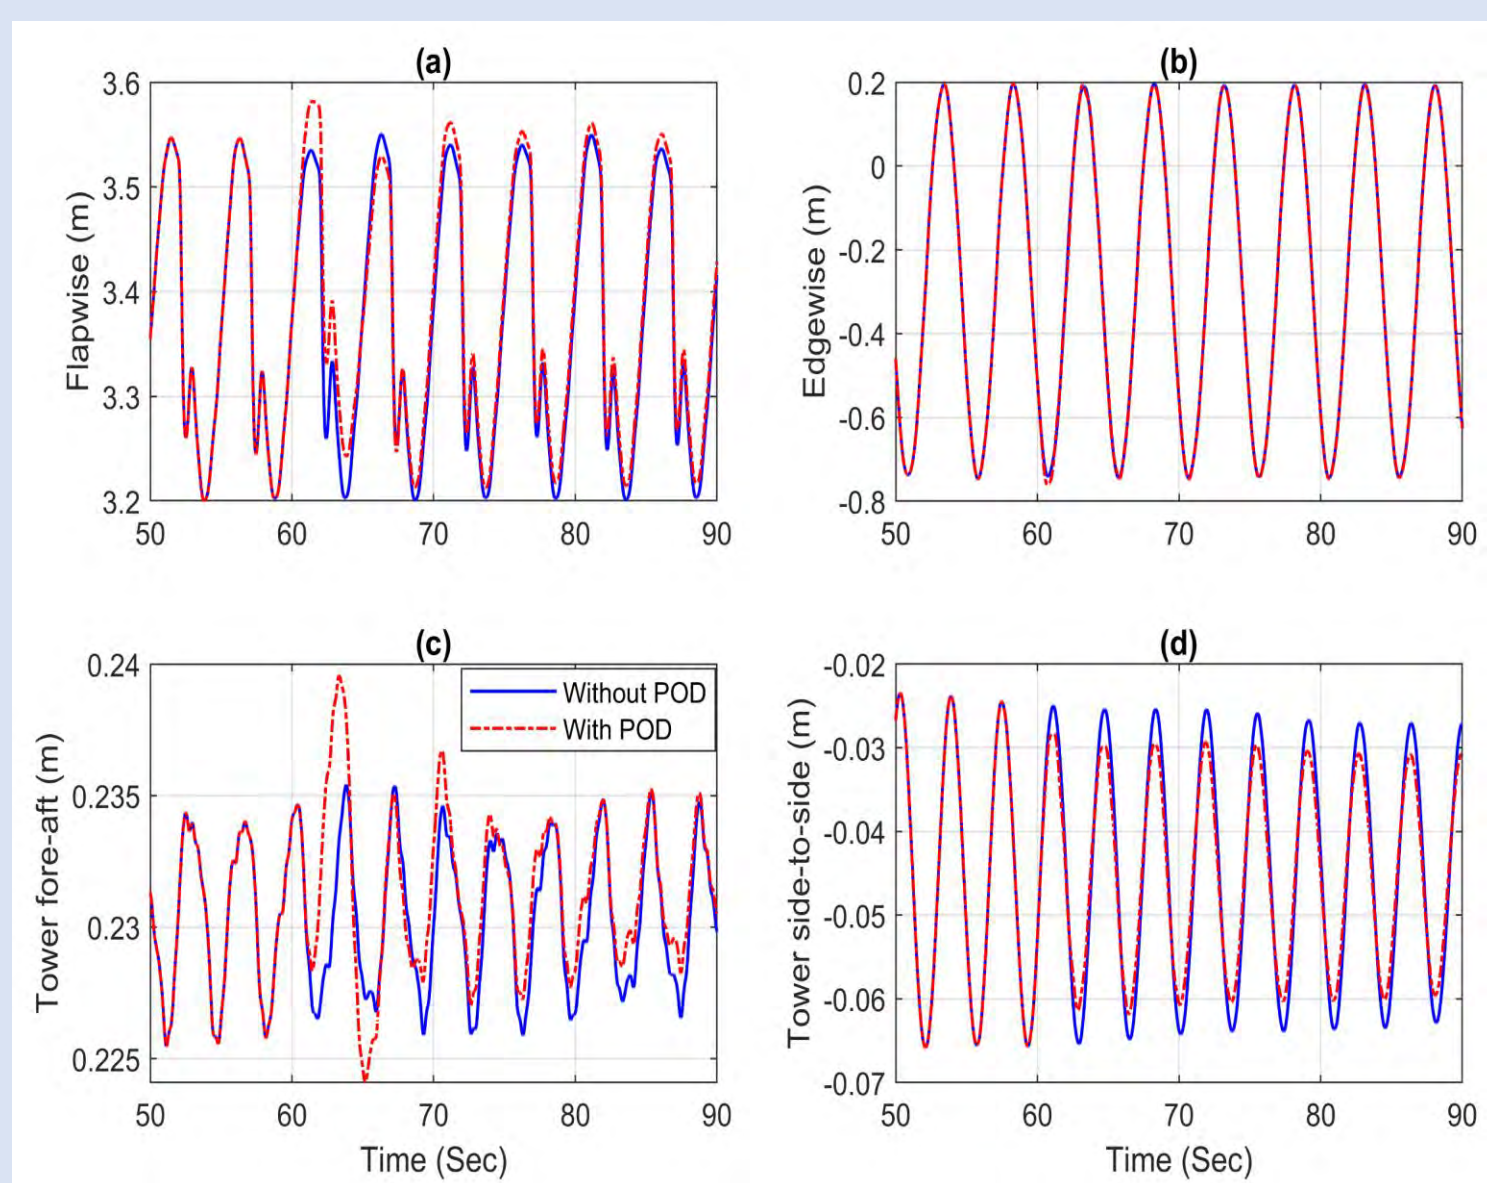 (a)
3.6
3.5
3.4
3.3
3.2
Flapwise (m)
50 60 70 80 90
(b)
0.2
0
-0.2
-0.4
-0.6
-0.8
Edgewise (m)
50 60 70 80 90
(c)
0.24
0.235
0.23
0.225
Tower fore-aft (m)
Without POD
With POD
50 60 70 80 90
Time (Sec)
(d)
-0.02
-0.03
-0.04
-0.05
-0.06
-0.07
Tower side-to-side (m)
50 60 70 80 90
Time (Sec)